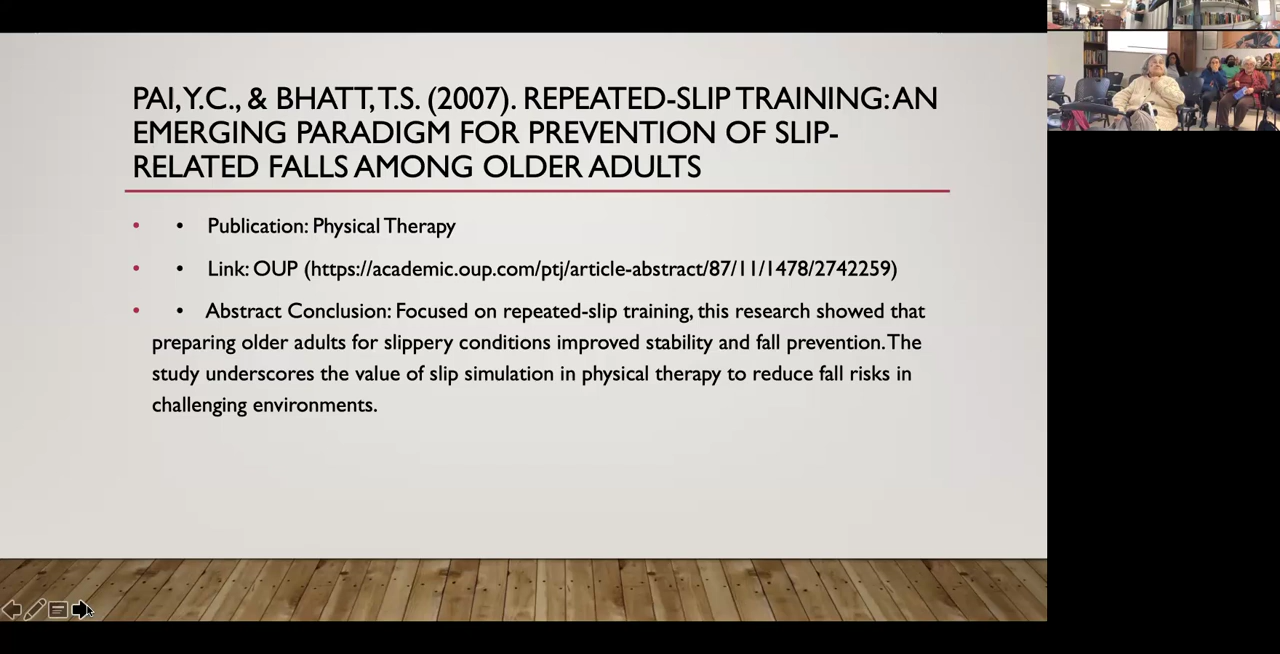 PAI, Y.C., & BHATT, T.S. (2007). REPEATED-SLIP TRAINING: AN
EMERGING PARADIGM FOR PREVENTION OF SLIP-
RELATED FALLS AMONG OLDER ADULTS
• • Publication: Physical Therapy
• • Link: OUP (https://academic.oup.com/ptj/article-abstract/87/11/1478/2742259)
• • Abstract Conclusion: Focused on repeated-slip training, this research showed that
preparing older adults for slippery conditions improved stability and fall prevention. The
study underscores the value of slip simulation in physical therapy to reduce fall risks in
challenging environments.